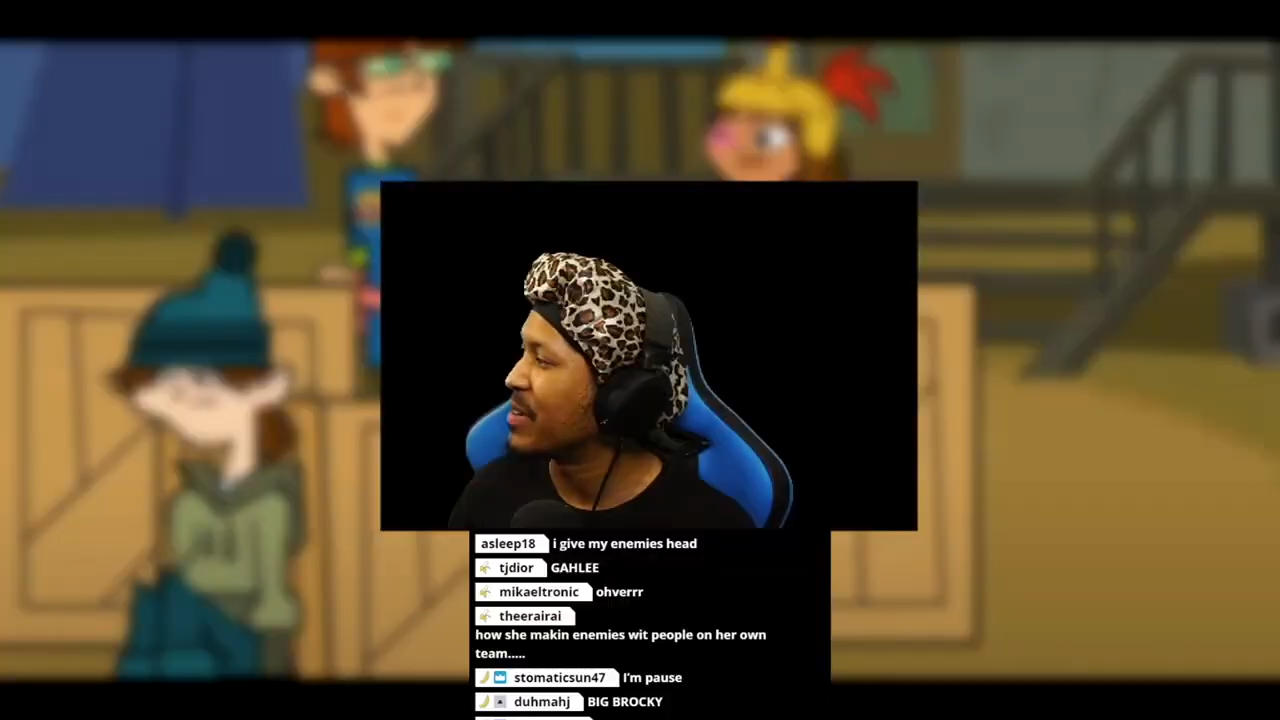 asleep18 i give my enemies head
tjdior GAHLEE
mikaeltronic ohverrr
theerairai
how she makin enemies wit people on her own
team.....
stomaticsun47 I'm pause
duhmahj BIG BROCKY